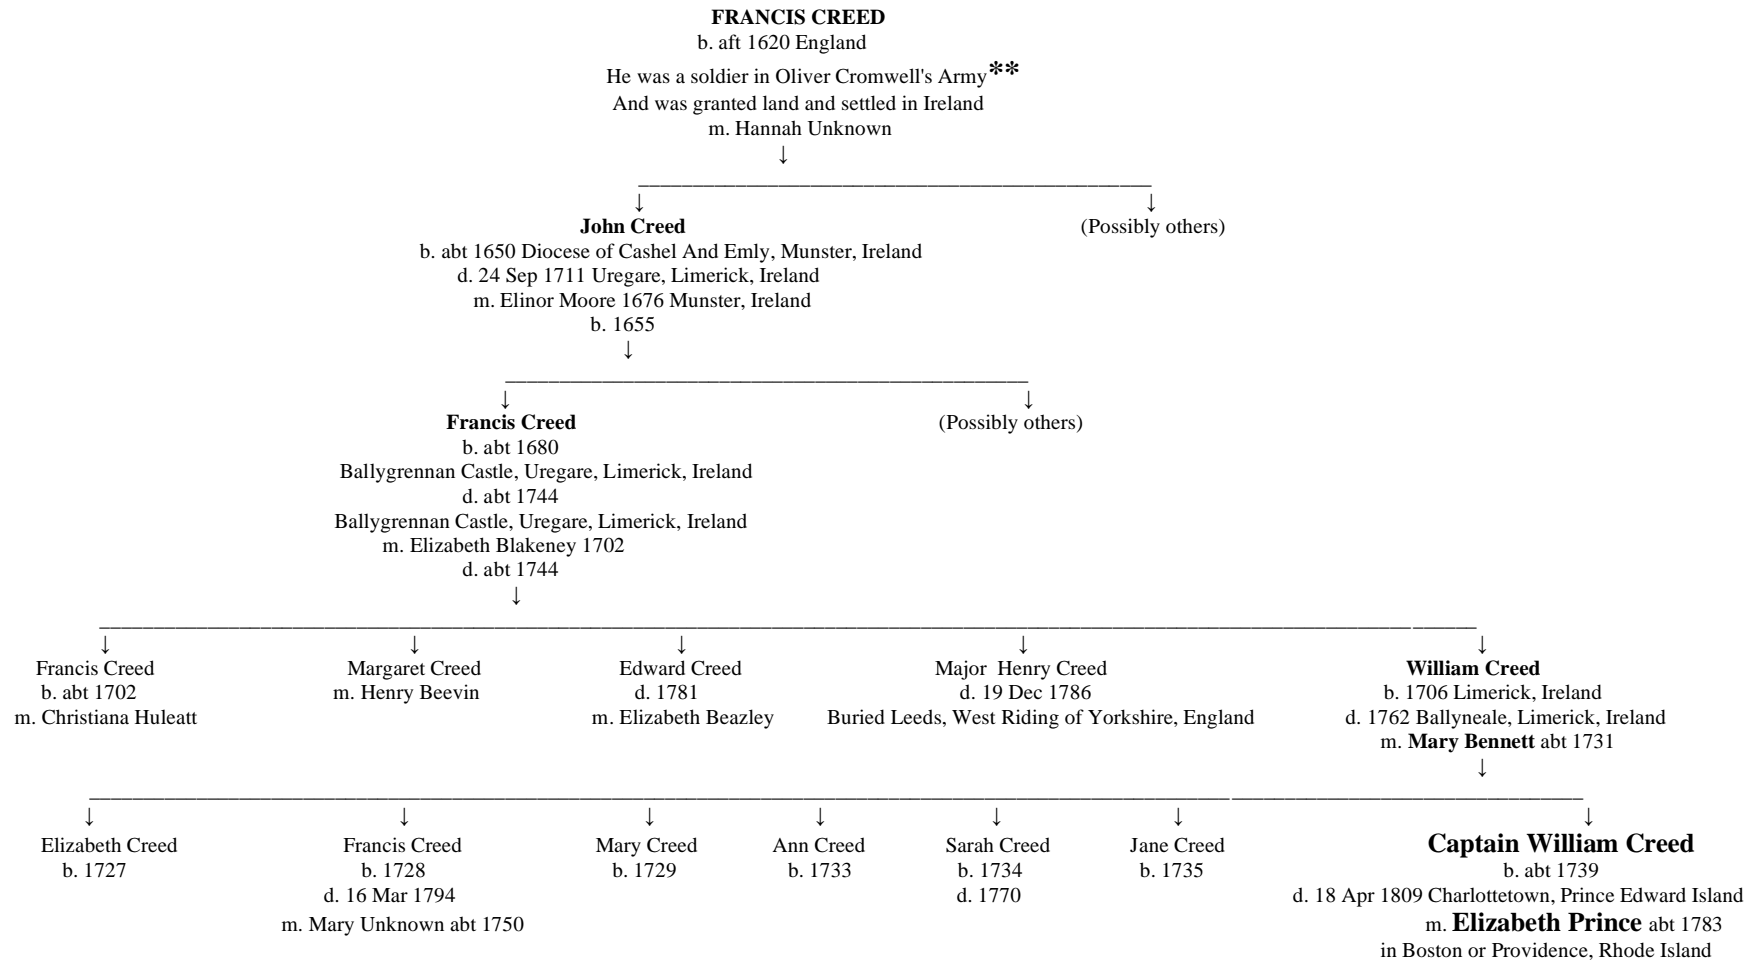 FRANCIS CREED
b. aft 1620 England
He was a soldier in Oliver Cromwell's Army**
And was granted land and settled in Ireland
m. Hannah Unknown
John Creed
b. abt 1650 Diocese of Cashel And Emly, Munster, Ireland
d. 24 Sep 1711 Uregare, Limerick, Ireland
m. Elinor Moore 1676 Munster, Ireland
b. 1655
(Possibly others)
Francis Creed
b. abt 1680
Ballygrennan Castle, Uregare, Limerick, Ireland
d. abt 1744
Ballygrennan Castle, Uregare, Limerick, Ireland
m. Elizabeth Blakeney 1702
d. abt 1744
(Possibly others)
Francis Creed
b. abt 1702
m. Christiana Huleatt
Margaret Creed
m. Henry Beevin
Edward Creed
d. 1781
m. Elizabeth Beazley
Major Henry Creed
d. 19 Dec 1786
Buried Leeds, West Riding of Yorkshire, England
William Creed
b. 1706 Limerick, Ireland
d. 1762 Ballyneale, Limerick, Ireland
m. Mary Bennett abt 1731
Elizabeth Creed
b. 1727
Francis Creed
b. 1728
d. 16 Mar 1794
m. Mary Unknown abt 1750
Mary Creed
b. 1729
Ann Creed
b. 1733
Sarah Creed
b. 1734
d. 1770
Jane Creed
b. 1735
Captain William Creed
b. abt 1739
d. 18 Apr 1809 Charlottetown, Prince Edward Island
m. Elizabeth Prince abt 1783
in Boston or Providence, Rhode Island